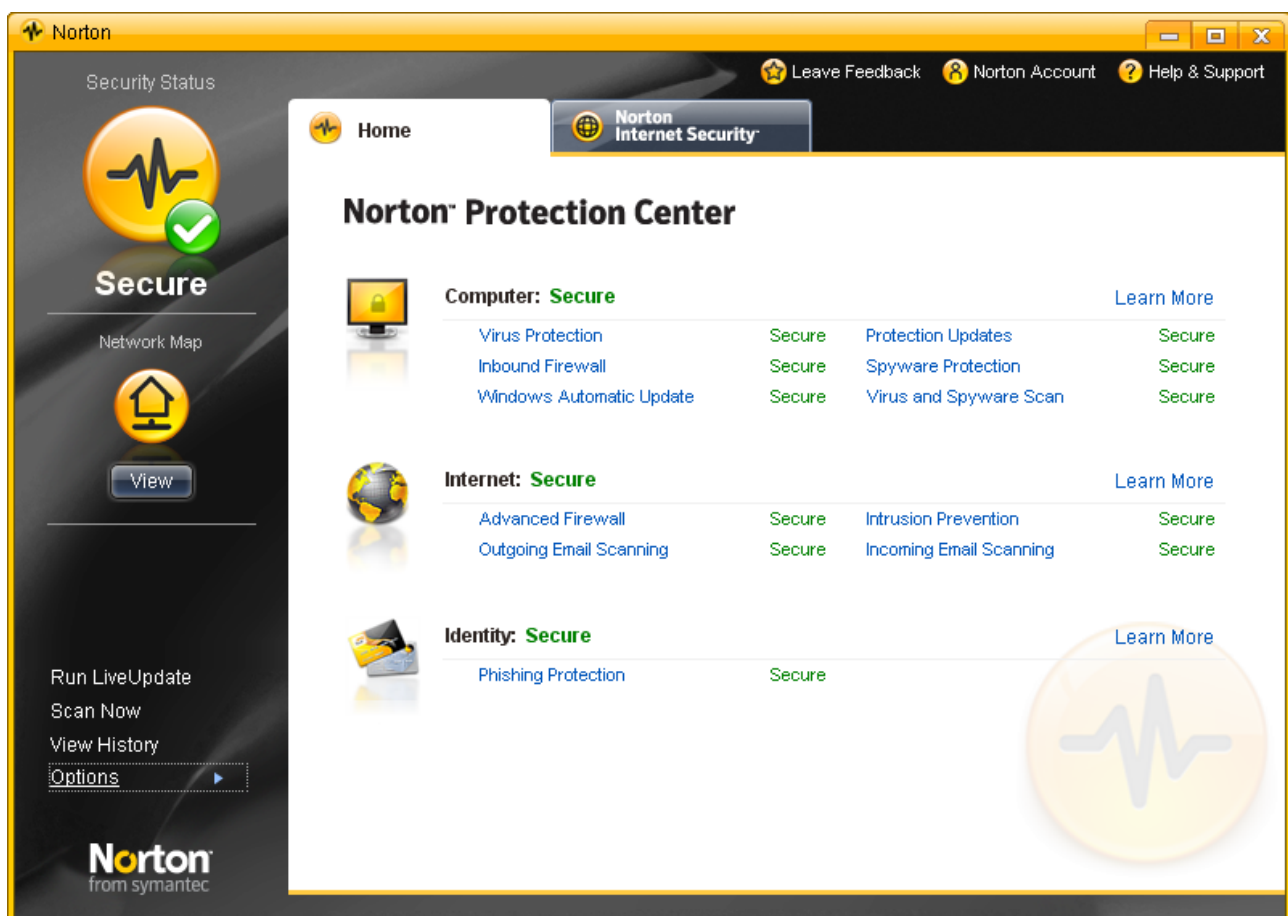 Norton
Security Status
Leave Feedback Norton Account Help & Support
Home
Norton
Internet Security™
Norton™ Protection Center
Secure
Computer: Secure Learn More
Virus Protection Secure Protection Updates Secure
Inbound Firewall Secure Spyware Protection Secure
Windows Automatic Update Secure Virus and Spyware Scan Secure
Network Map
View
Internet: Secure Learn More
Advanced Firewall Secure Intrusion Prevention Secure
Outgoing Email Scanning Secure Incoming Email Scanning Secure
Identity: Secure Learn More
Phishing Protection Secure
Run LiveUpdate
Scan Now
View History
Options
Norton™
from symantec